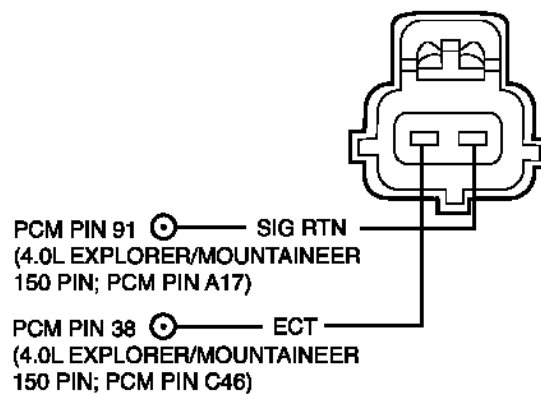 PCM PIN 91 SIG RTN
(4.0L EXPLORER/MOUNTAINEER
150 PIN; PCM PIN A17)
PCM PIN 38 ECT
(4.0L EXPLORER/MOUNTAINEER
150 PIN; PCM PIN C46)